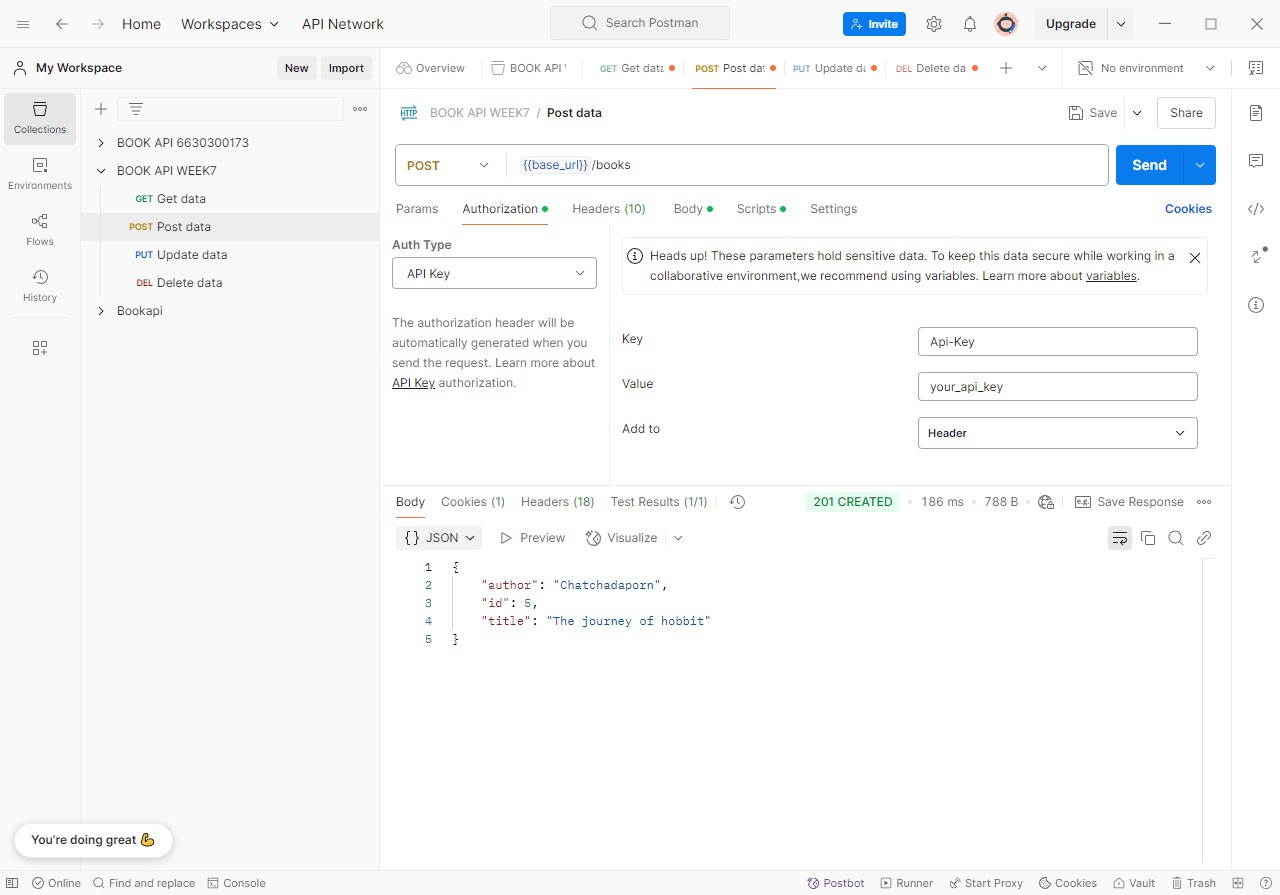 Home Workspaces API Network Search Postman Invite Upgrade
My Workspace New Import Overview BOOK API GET Get data POST Post dat PUT Update da DEL Delete da No environment
Collections
Environments
Flows
History
BOOK API 6630300173
BOOK API WEEK7
GET Get data
POST Post data
PUT Update data
DEL Delete data
Bookapi
HTTP BOOK API WEEK7 / Post data Save Share
POST {{base_url}} /books Send
Params Authorization Headers (10) Body Scripts Settings Cookies
Auth Type
API Key
The authorization header will be
automatically generated when you
send the request. Learn more about
API Key authorization.
Heads up! These parameters hold sensitive data. To keep this data secure while working in a
collaborative environment,we recommend using variables. Learn more about variables.
Key Api-Key
Value your_api_key
Add to Header
Body Cookies (1) Headers (18) Test Results (1/1) 201 CREATED 186 ms 788 B e.g. Save Response
{} JSON Preview Visualize
1 {
2 "author": "Chatchadaporn",
3 "id": 5,
4 "title": "The journey of hobbit"
5 }
You're doing great 💪
Online Find and replace Console Postbot Runner Start Proxy Cookies Vault Trash